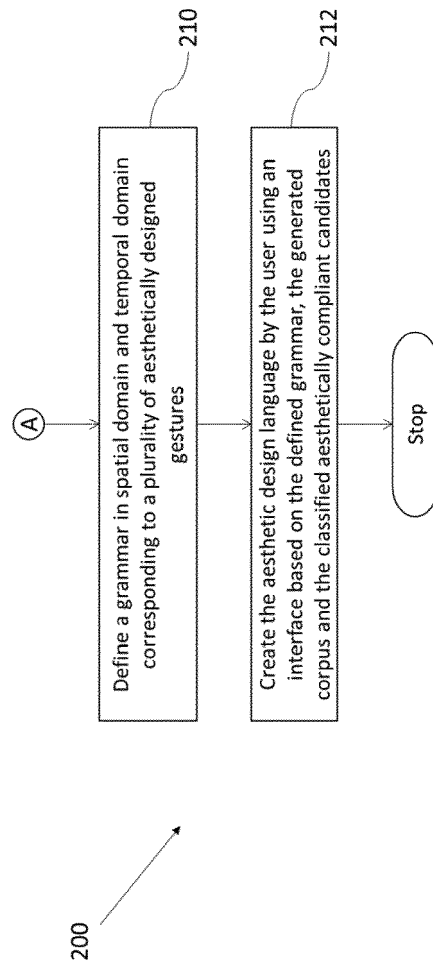 A
Define a grammar in spatial domain and temporal domain
corresponding to a plurality of aesthetically designed
gestures
210
Create the aesthetic design language by the user using an
interface based on the defined grammar, the generated
corpus and the classified aesthetically compliant candidates
212
Stop
200